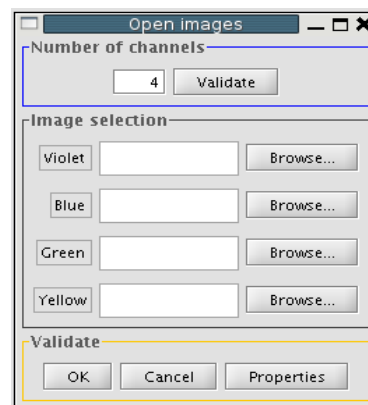 Open images
Number of channels
4 Validate
Image selection
Violet Browse...
Blue Browse...
Green Browse...
Yellow Browse...
Validate
OK Cancel Properties